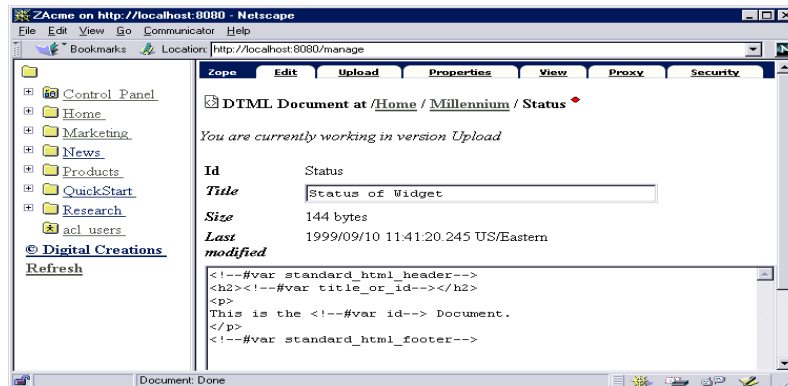 ZAcme on http://localhost:8080 - Netscape
File Edit View Go Communicator Help
Bookmarks Location: http://localhost:8080/manage
Zope Edit Upload Properties View Proxy Security
Control Panel
Home
Marketing
News
Products
QuickStart
Research
acl_users
© Digital Creations
Refresh
DTML Document at /Home / Millennium / Status
You are currently working in version Upload
Id Status
Title Status of Widget
Size 144 bytes
Last modified 1999/09/10 11:41:20.245 US/Eastern
<!--#var standard_html_header-->
<h2><!--#var title_or_id--></h2>
<p>
This is the <!--#var id--> Document.
</p>
<!--#var standard_html_footer-->
Document: Done